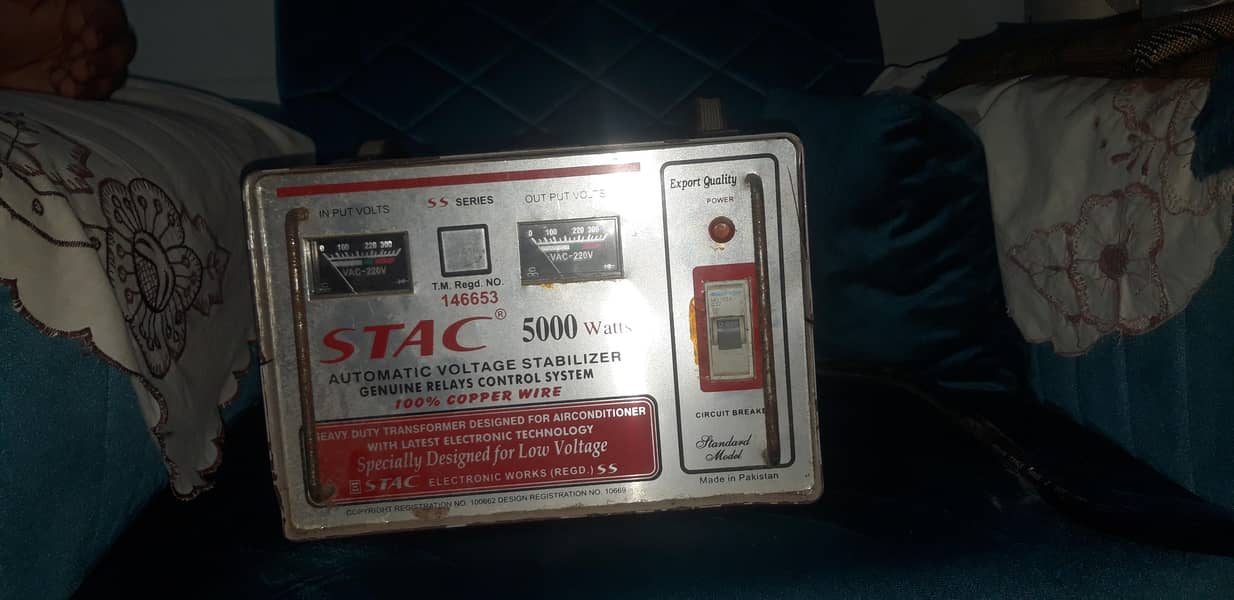 IN PUT VOLTS
SS SERIES
OUT PUT VOLTS
0 100 220 300
VAC-220V
0 100 220 300
VAC-220V
T.M. Regd. NO.
146653
STAC®
5000 Watts
AUTOMATIC VOLTAGE STABILIZER
GENUINE RELAYS CONTROL SYSTEM
100% COPPER WIRE
HEAVY DUTY TRANSFORMER DESIGNED FOR AIRCONDITIONER
WITH LATEST ELECTRONIC TECHNOLOGY
Specially Designed for Low Voltage
STAC ELECTRONIC WORKS (REGD.) SS
COPYRIGHT REGISTRATION NO. 100662 DESIGN REGISTRATION NO. 10669
Export Quality
POWER
CIRCUIT BREAKE
Standard
Model
Made in Pakistan